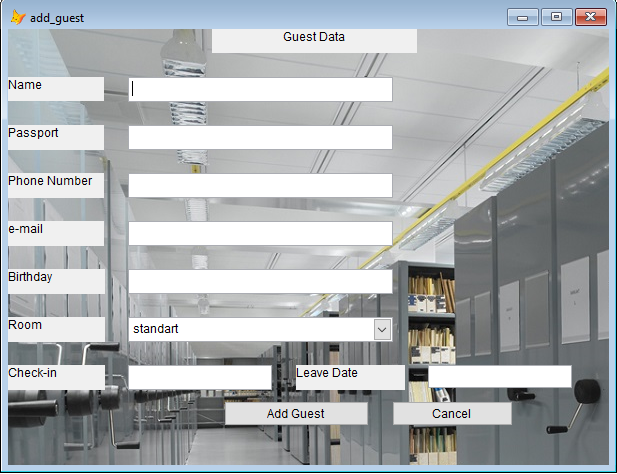 add_guest
Guest Data
Name
Passport
Phone Number
e-mail
Birthday
Room
standart
Check-in
Leave Date
Add Guest
Cancel